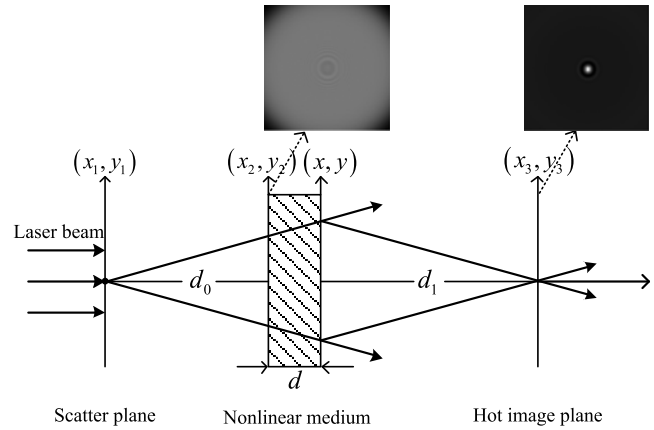 (x₁, y₁)
(x₂, y₂) (x, y)
(x₃, y₃)
Laser beam
d₀
d₁
d
Scatter plane
Nonlinear medium
Hot image plane